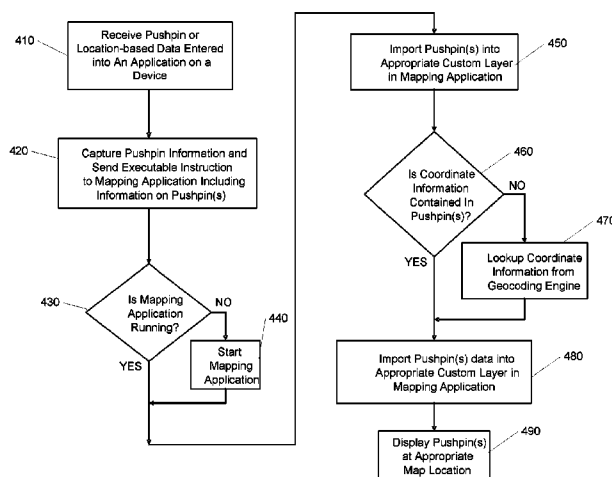 410
Receive Pushpin or
Location-based Data Entered
into An Application on a
Device
420
Capture Pushpin Information and
Send Executable Instruction
to Mapping Application Including
Information on Pushpin(s)
430
Is Mapping
Application
Running?
NO
YES
440
Start
Mapping
Application
450
Import Pushpin(s) into
Appropriate Custom Layer
in Mapping Application
460
Is Coordinate
Information
Contained In
Pushpin(s)?
NO
YES
470
Lookup Coordinate
Information from
Geocoding Engine
480
Import Pushpin(s) data into
Appropriate Custom Layer in
Mapping Application
490
Display Pushpin(s)
at Appropriate
Map Location